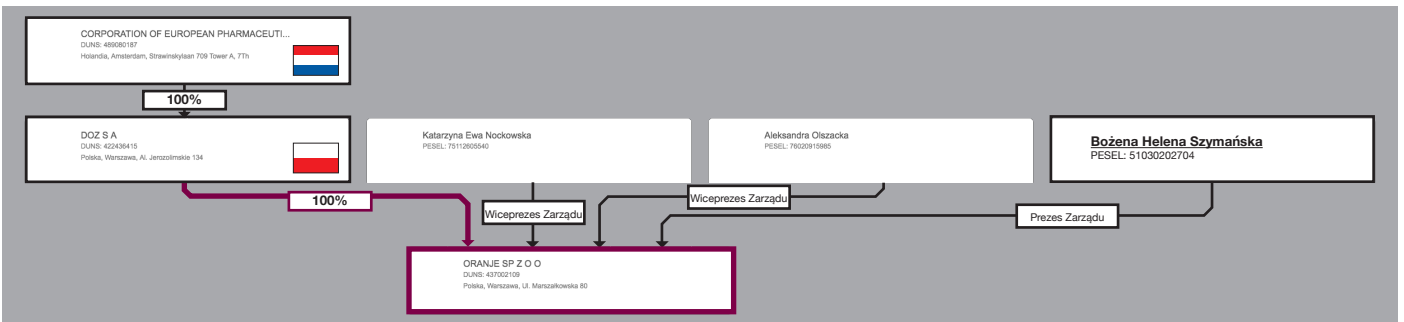 CORPORATION OF EUROPEAN PHARMACEUTI...
DUNS: 489080187
Holandia, Amsterdam, Strawinskylaan 709 Tower A, 7Th
100%
DOZ S A
DUNS: 422436415
Polska, Warszawa, Al. Jerozolimskie 134
Katarzyna Ewa Nockowska
PESEL: 75112605540
Aleksandra Olszacka
PESEL: 76020915985
Bożena Helena Szymańska
PESEL: 51030202704
100%
Wiceprezes Zarządu
Wiceprezes Zarządu
Prezes Zarządu
ORANJE SP Z O O
DUNS: 437002109
Polska, Warszawa, Ul. Marszałkowska 80